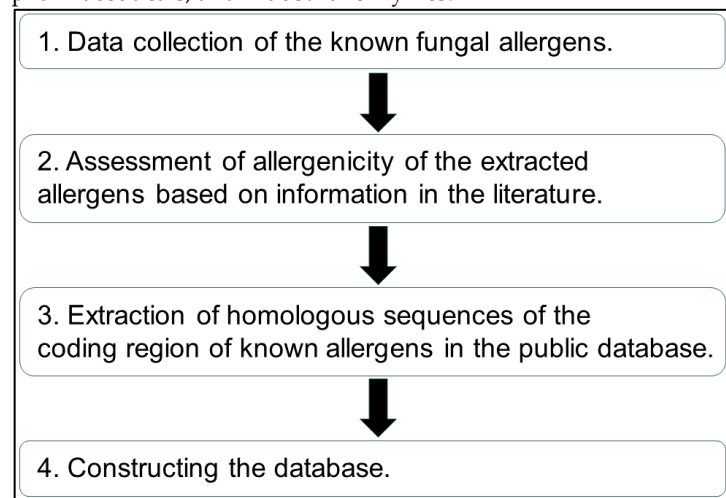 1. Data collection of the known fungal allergens.
2. Assessment of allergenicity of the extracted
allergens based on information in the literature.
3. Extraction of homologous sequences of the
coding region of known allergens in the public database.
4. Constructing the database.